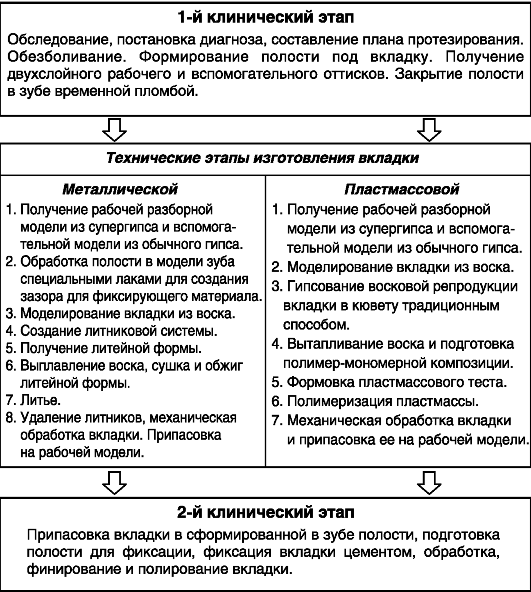 1-й клинический этап
Обследование, постановка диагноза, составление плана протезирования.
Обезболивание. Формирование полости под вкладку. Получение
двухслойного рабочего и вспомогательного оттисков. Закрытие полости
в зубе временной пломбой.
Технические этапы изготовления вкладки
Металлической
1. Получение рабочей разборной
модели из супергипса и вспомога-
тельной модели из обычного гипса.
2. Обработка полости в модели зуба
специальными лаками для создания
зазора для фиксирующего материала.
3. Моделирование вкладки из воска.
4. Создание литниковой системы.
5. Получение литейной формы.
6. Выплавление воска, сушка и обжиг
литейной формы.
7. Литье.
8. Удаление литников, механическая
обработка вкладки. Припасовка
на рабочей модели.
Пластмассовой
1. Получение рабочей разборной
модели из супергипса и вспомога-
тельной модели из обычного гипса.
2. Моделирование вкладки из воска.
3. Гипсование восковой репродукции
вкладки в кювету традиционным
способом.
4. Вытапливание воска и подготовка
полимер-мономерной композиции.
5. Формовка пластмассового теста.
6. Полимеризация пластмассы.
7. Механическая обработка вкладки
и припасовка ее на рабочей модели.
2-й клинический этап
Припасовка вкладки в сформированной в зубе полости, подготовка
полости для фиксации, фиксация вкладки цементом, обработка,
финирование и полирование вкладки.